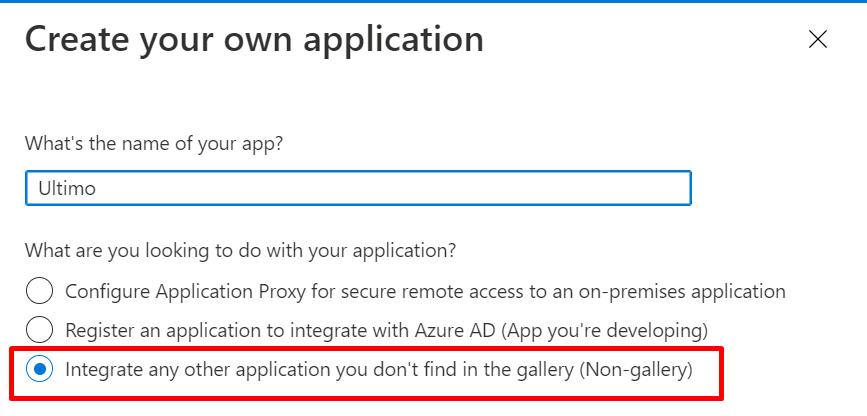 Create your own application
What's the name of your app?
Ultimo
What are you looking to do with your application?
Configure Application Proxy for secure remote access to an on-premises application
Register an application to integrate with Azure AD (App you're developing)
Integrate any other application you don't find in the gallery (Non-gallery)